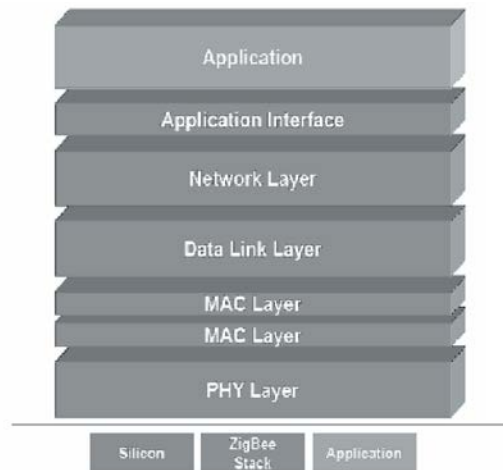 Application
Application Interface
Network Layer
Data Link Layer
MAC Layer
MAC Layer
PHY Layer
Silicon
ZigBee
Stack
Application